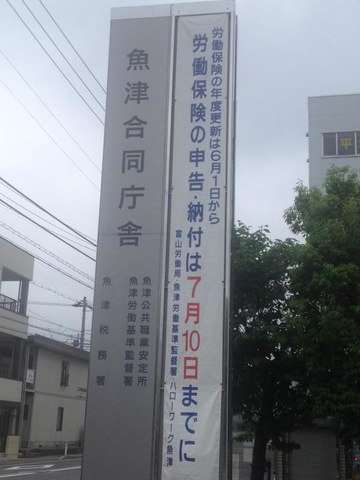 労働保険の年度更新は6月1日から
労働保険の申告・納付は7月10日までに
富山労働局・魚津労働基準監督署・ハローワーク魚津
魚津合同庁舎
魚津公共職業安定所
魚津労働基準監督署
魚津税務署
平